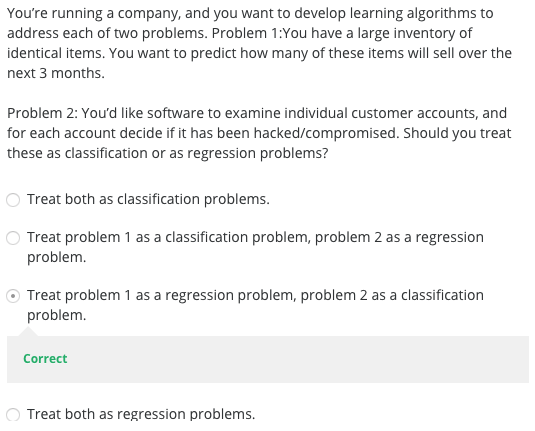 You’re running a company, and you want to develop learning algorithms to
address each of two problems. Problem 1:You have a large inventory of
identical items. You want to predict how many of these items will sell over the
next 3 months.
Problem 2: You’d like software to examine individual customer accounts, and
for each account decide if it has been hacked/compromised. Should you treat
these as classification or as regression problems?
Treat both as classification problems.
Treat problem 1 as a classification problem, problem 2 as a regression
problem.
Treat problem 1 as a regression problem, problem 2 as a classification
problem.
Correct
Treat both as regression problems.